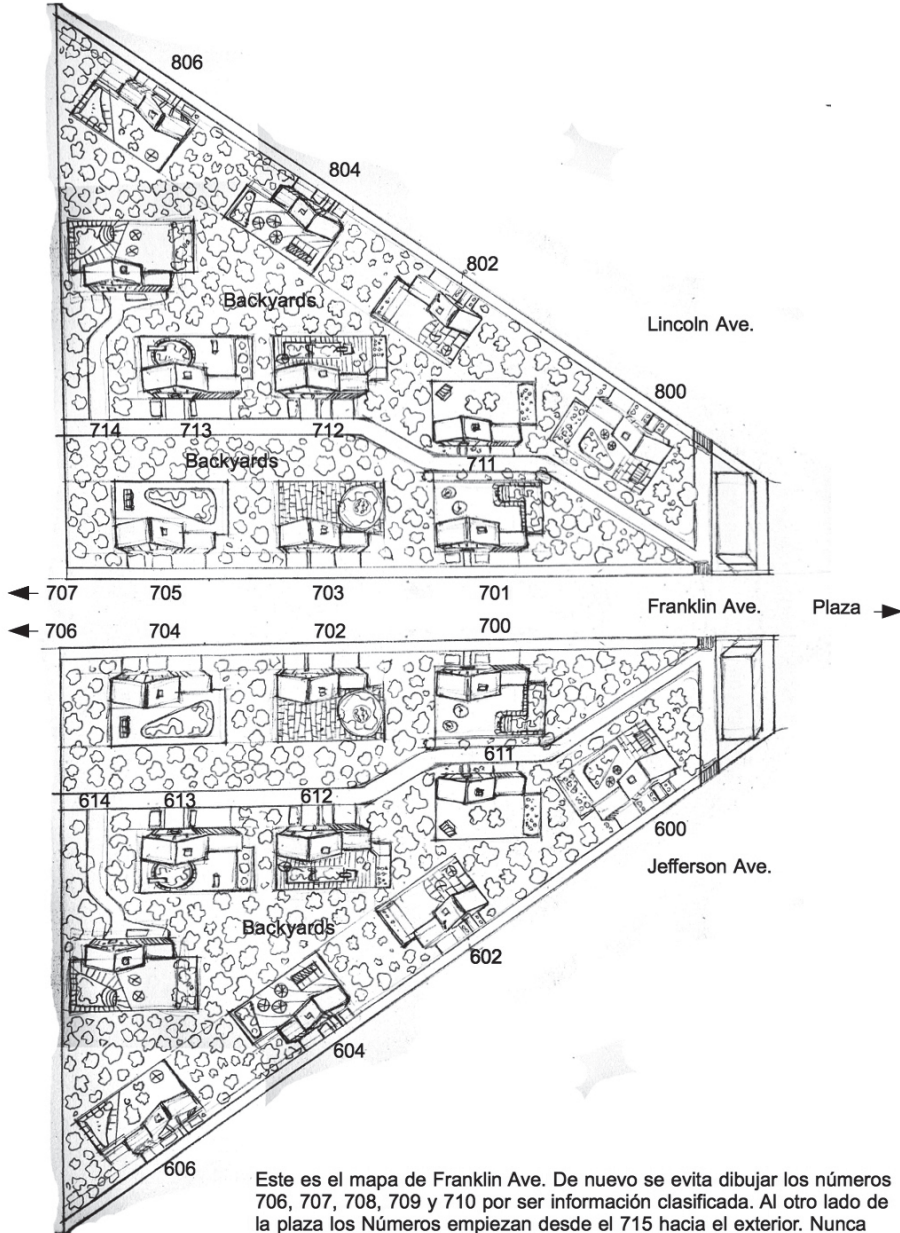 806
804
802
Backyards
Lincoln Ave.
800
714 713 712
711
Backyards
707 705 703 701
Franklin Ave. Plaza
706 704 702 700
611
614 613 612
600
Jefferson Ave.
Backyards
602
604
606
Este es el mapa de Franklin Ave. De nuevo se evita dibujar los números
706, 707, 708, 709 y 710 por ser información clasificada. Al otro lado de
la plaza los Números empiezan desde el 715 hacia el exterior. Nunca